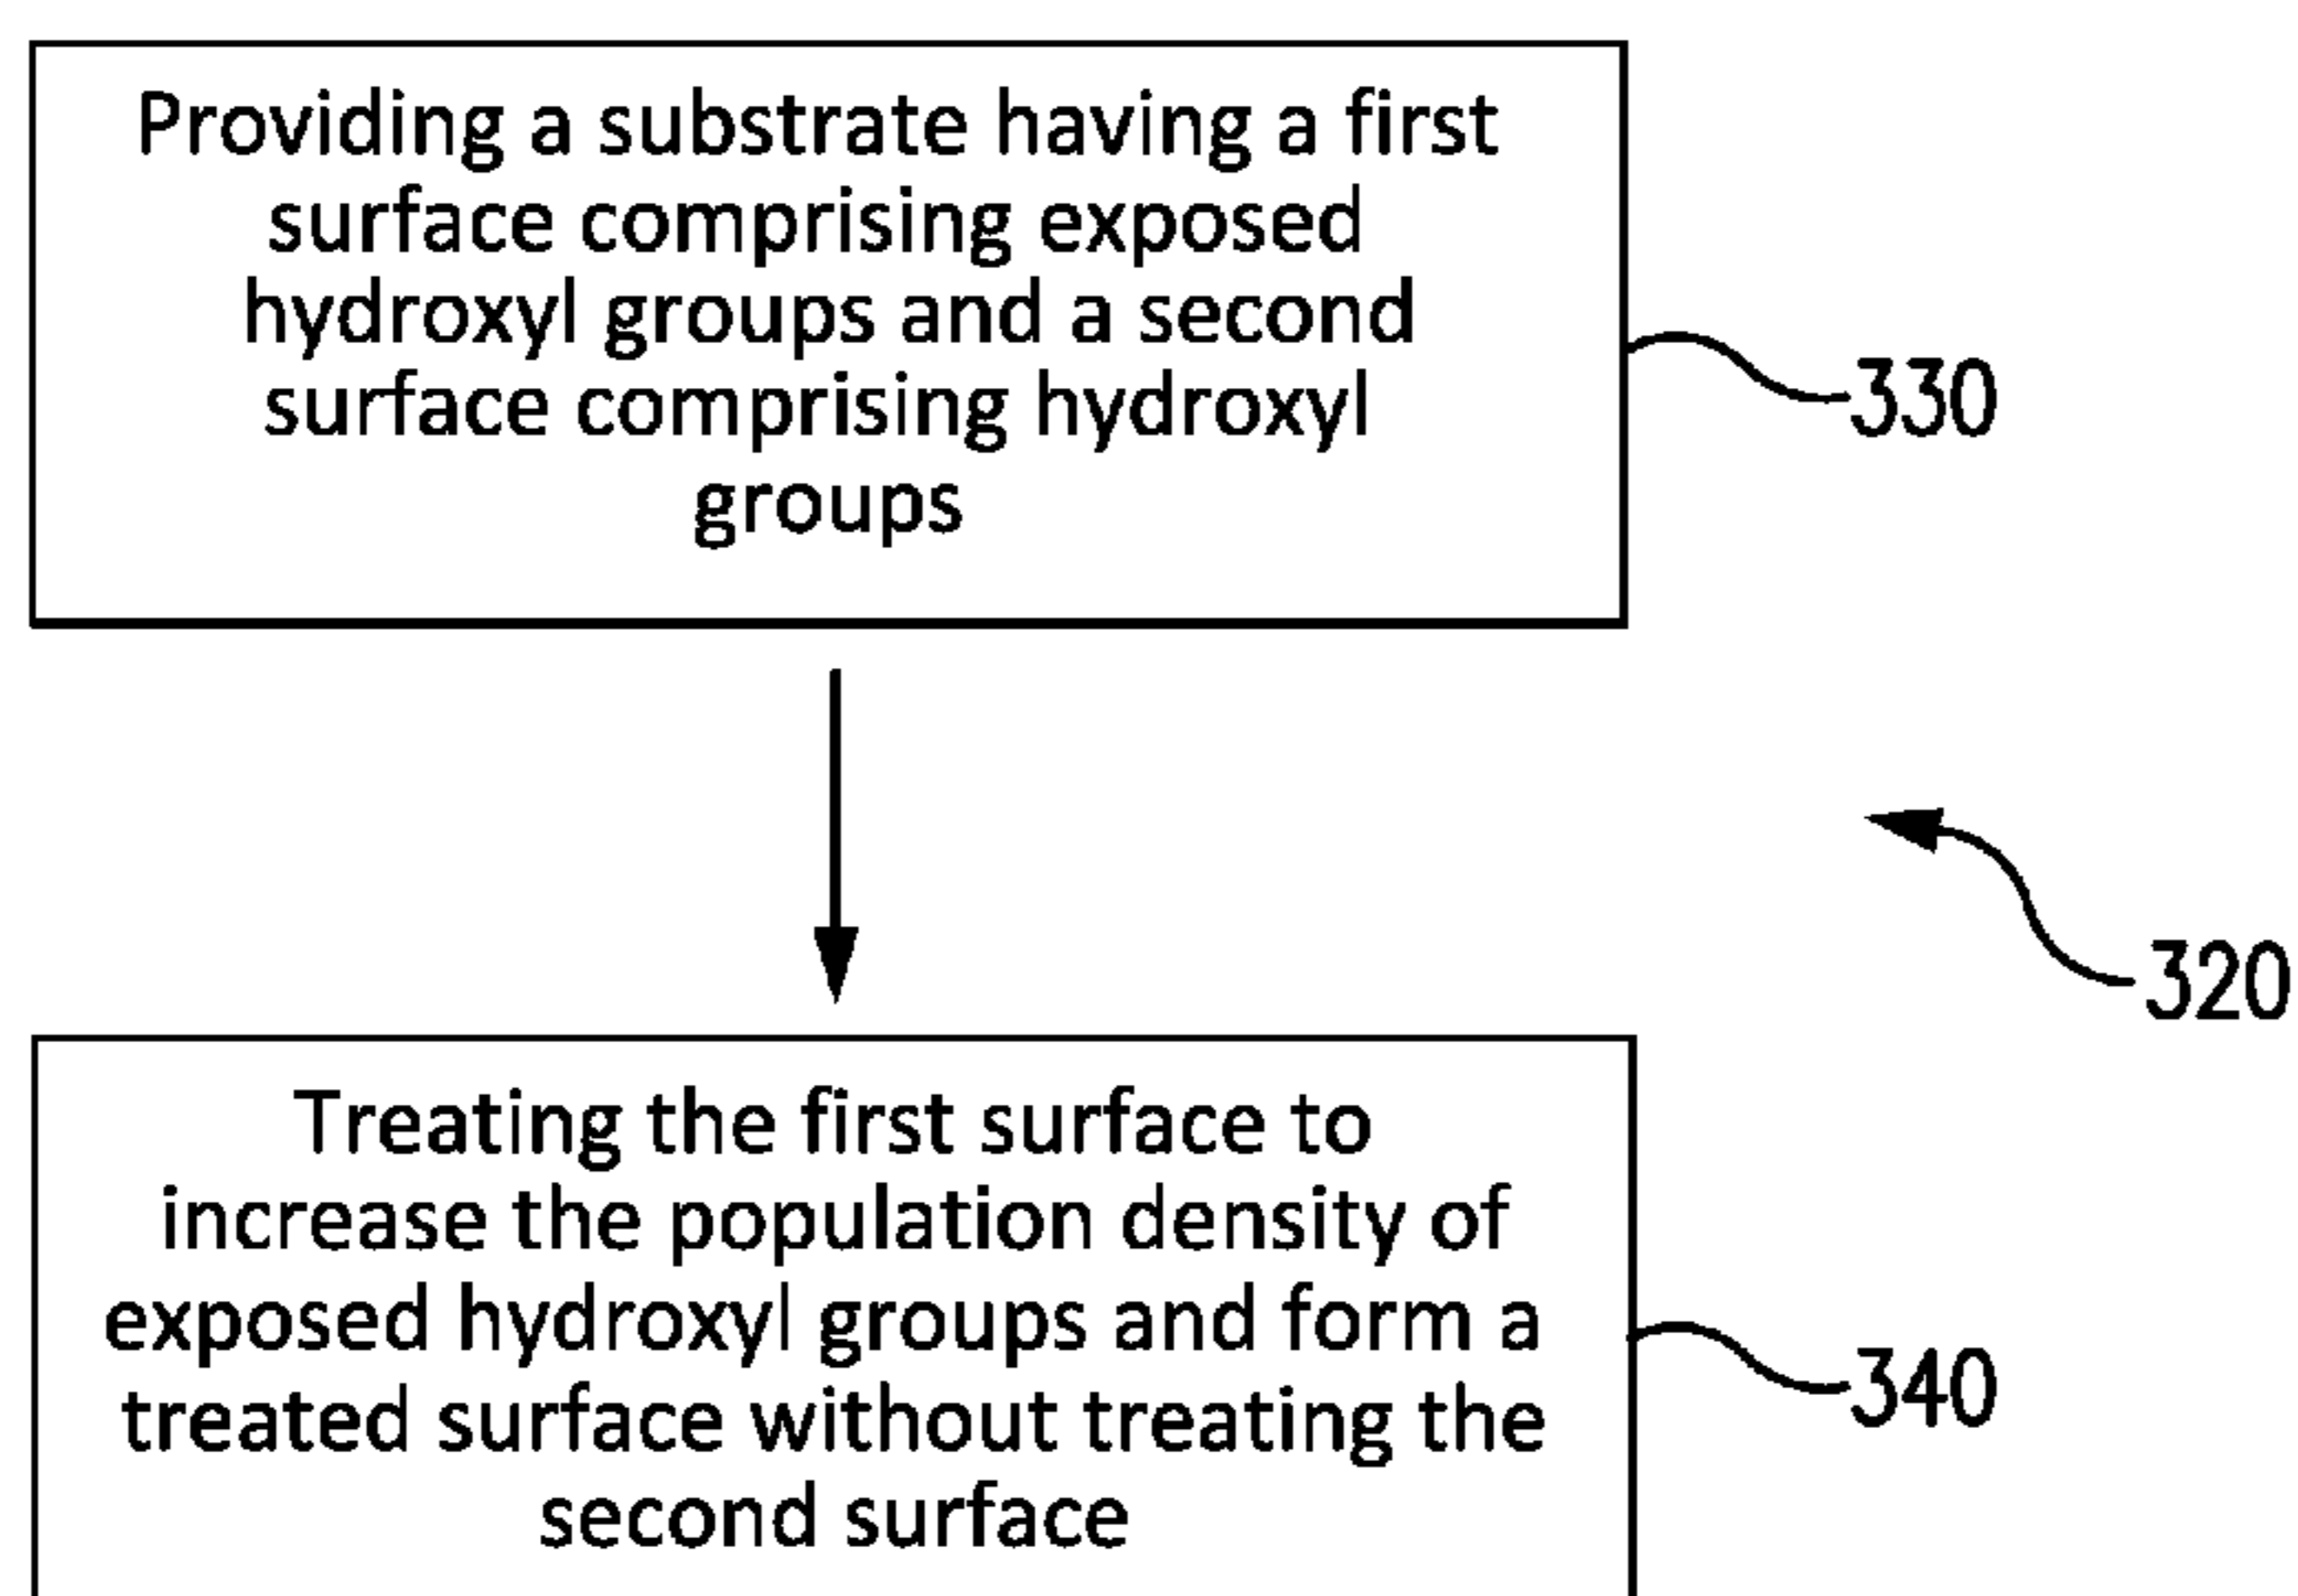 Providing a substrate having a first
surface comprising exposed
hydroxyl groups and a second
surface comprising hydroxyl
groups
330
320
Treating the first surface to
increase the population density of
exposed hydroxyl groups and form a
treated surface without treating the
second surface
340